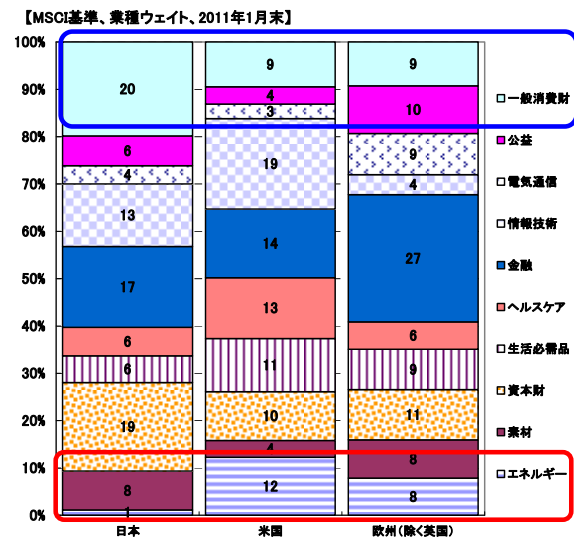 【MSCI基準、業種ウェイト、2011年1月末】
100%
90%
80%
70%
60%
50%
40%
30%
20%
10%
0%
20
6
4
13
17
6
6
19
8
1
日本
9
4
3
19
14
13
11
10
4
12
米国
9
10
9
4
27
6
9
11
8
8
欧州(除く英国)
一般消費財
公益
電気通信
情報技術
金融
ヘルスケア
生活必需品
資本財
素材
エネルギー